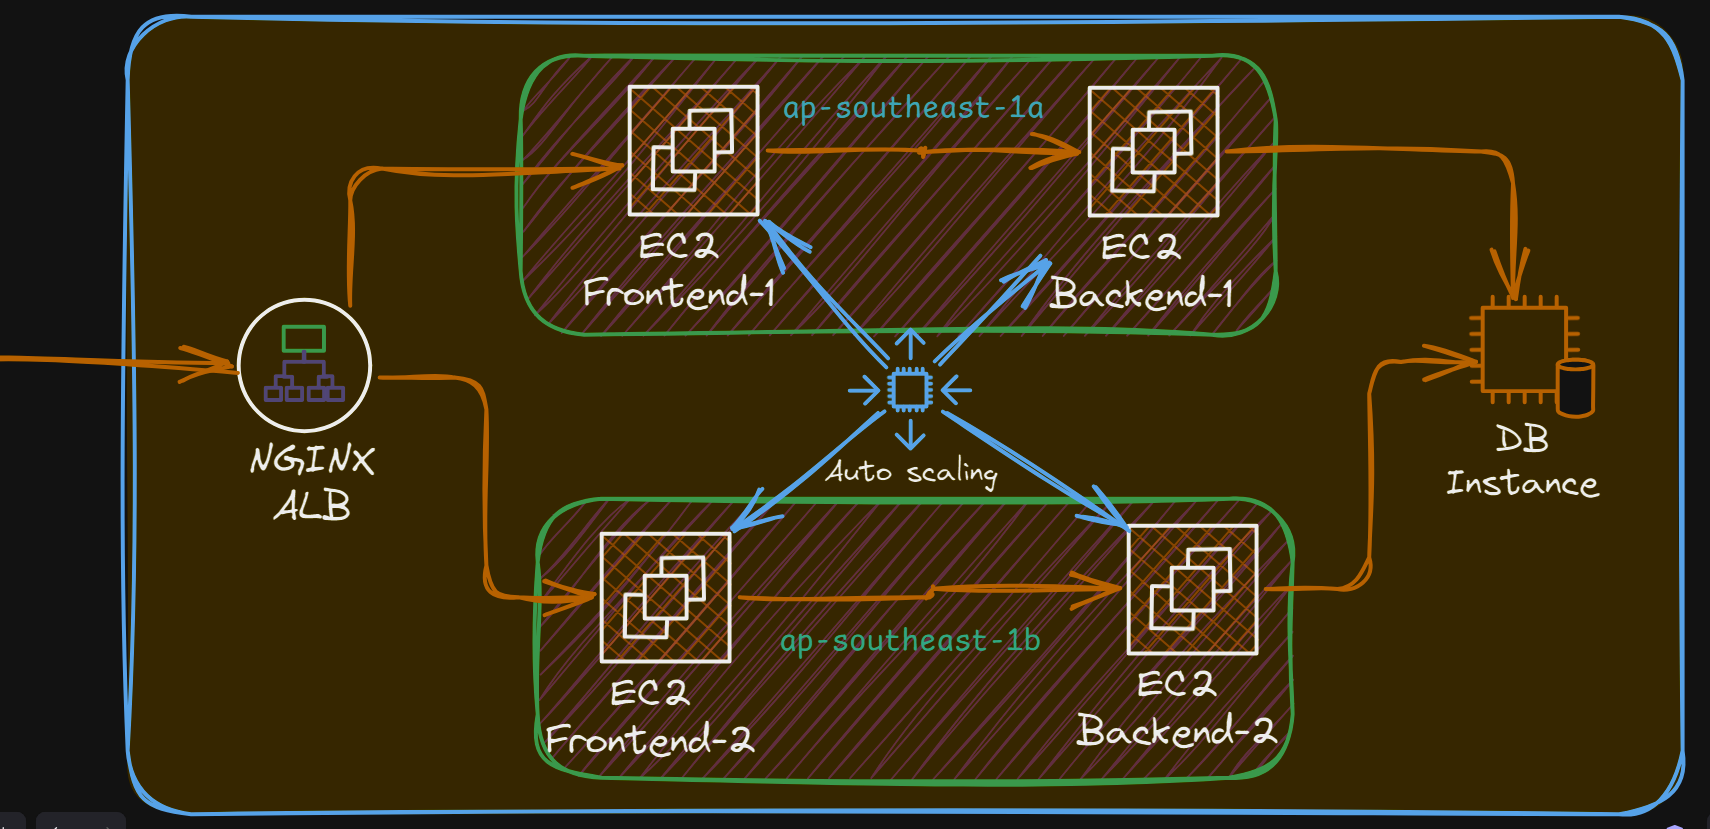 ap-southeast-1a
EC2
Frontend-1
EC2
Backend-1
NGINX
ALB
Auto scaling
DB
Instance
ap-southeast-1b
EC2
Frontend-2
EC2
Backend-2